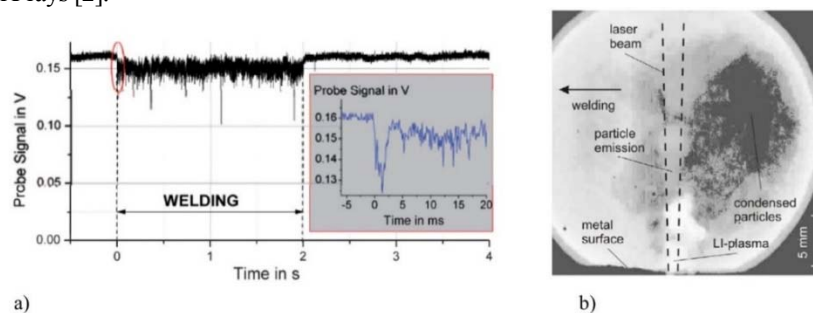 rays [2].
Probe Signal in V
0.15
0.10
0.05
0.00
WELDING
0
1
2
3
4
Time in s
Probe Signal in V
0.16
0.15
0.14
0.13
-5
0
5
10
15
20
Time in ms
a)
laser
beam
welding
particle
emission
condensed
particles
metal
surface
LI-plasma
5 mm
b)